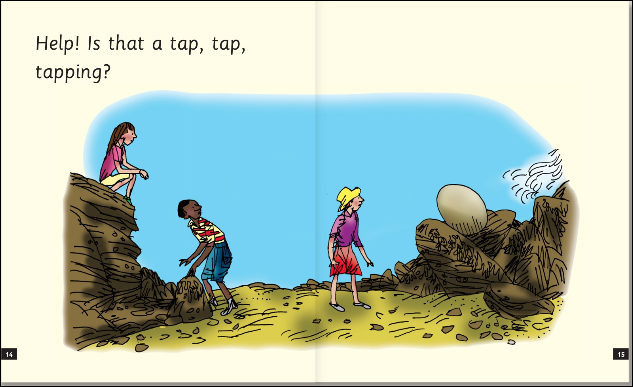 Help! Is that a tap, tap,
tapping?
14
15